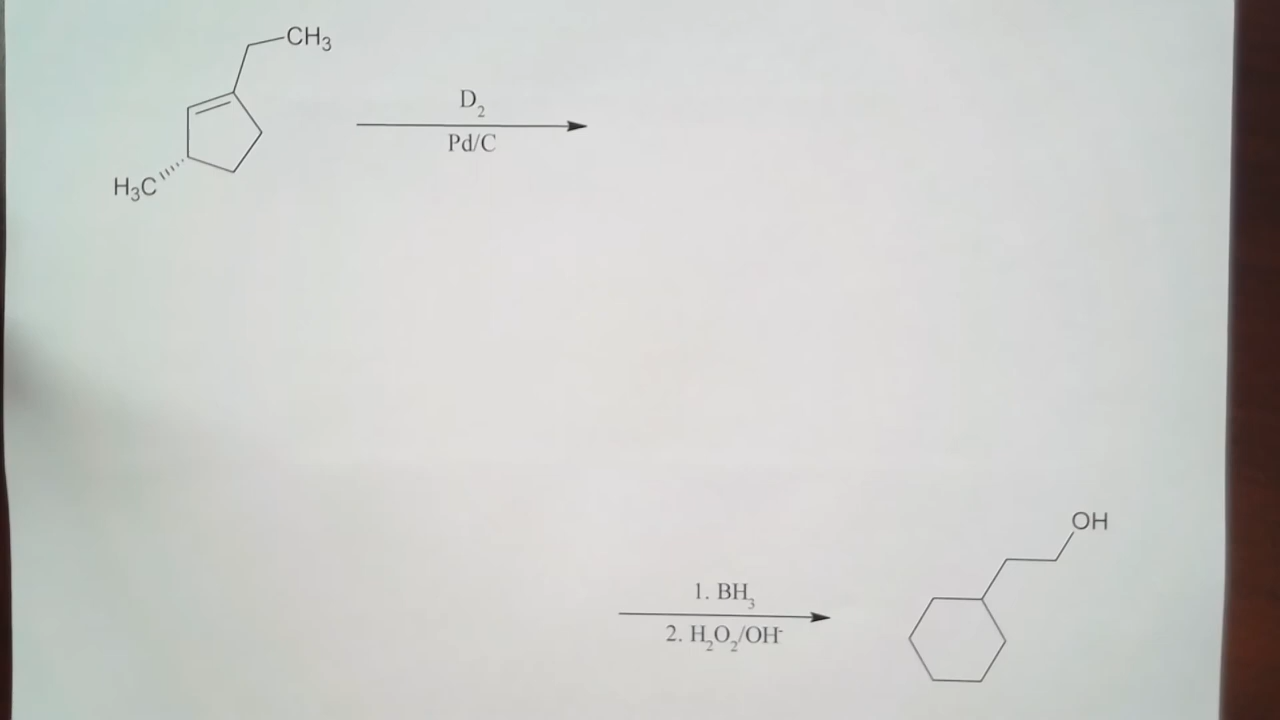 CH₃
D₂
Pd/C
H₃C
OH
1. BH₃
2. H₂O₂/OH⁻